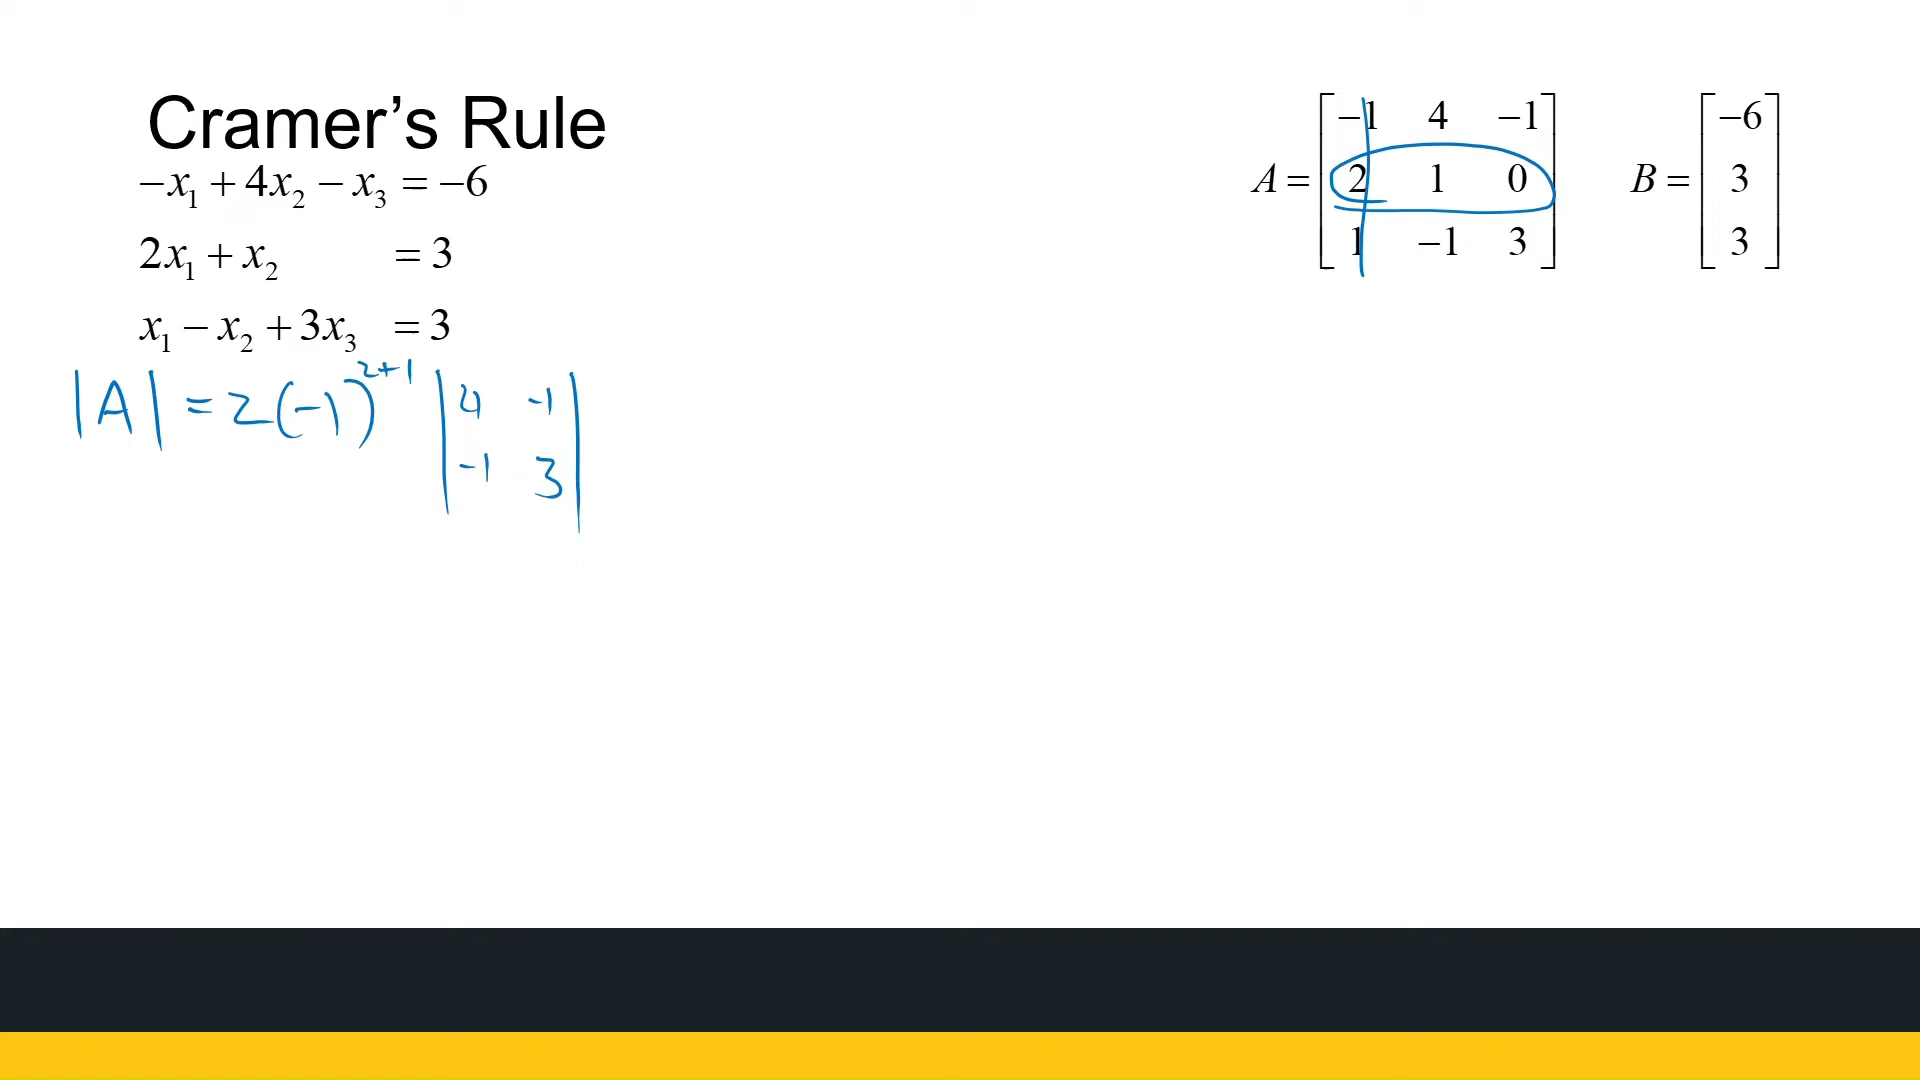 Cramer's Rule
−x₁ + 4x₂ − x₃ = −6
2x₁ + x₂ = 3
x₁ − x₂ + 3x₃ = 3
|A| = 2(-1)²⁺¹ | 4 -1 |
| -1 3 |
[ −1 4 −1 ]
A = [ 2 1 0 ]
[ 1 −1 3 ]
[ −6 ]
B = [ 3 ]
[ 3 ]